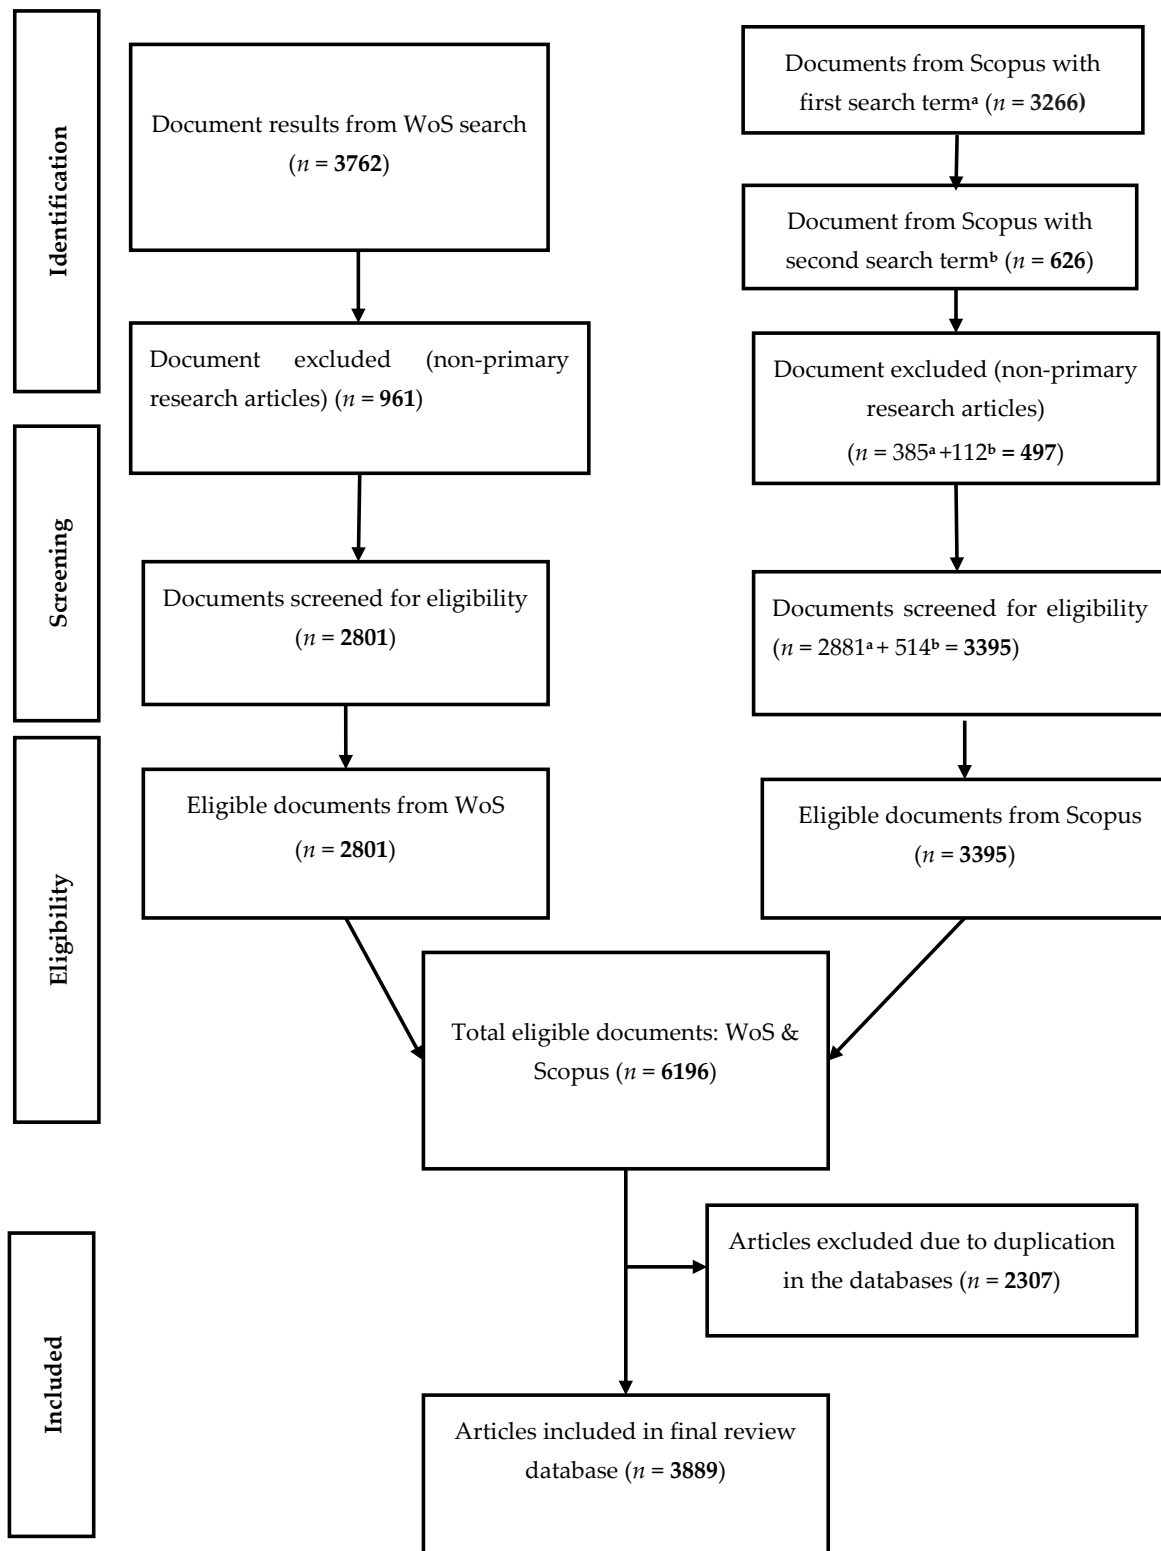 Identification
Document results from WoS search
(n = 3762)
Document excluded (non-primary
research articles) (n = 961)
Documents from Scopus with
first search termᵃ (n = 3266)
Document from Scopus with
second search termᵇ (n = 626)
Document excluded (non-primary
research articles)
(n = 385ᵃ +112ᵇ = 497)
Screening
Documents screened for eligibility
(n = 2801)
Documents screened for eligibility
(n = 2881ᵃ + 514ᵇ = 3395)
Eligibility
Eligible documents from WoS
(n = 2801)
Eligible documents from Scopus
(n = 3395)
Total eligible documents: WoS &
Scopus (n = 6196)
Included
Articles excluded due to duplication
in the databases (n = 2307)
Articles included in final review
database (n = 3889)